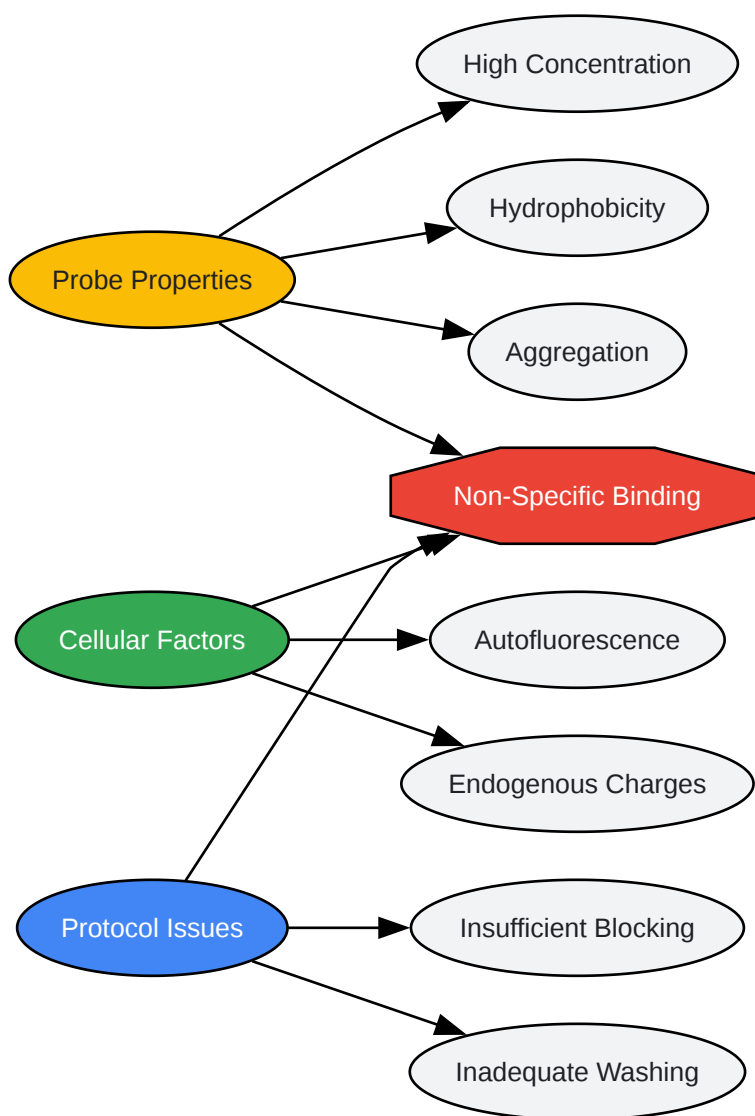 High Concentration
Hydrophobicity
Probe Properties
Aggregation
Non-Specific Binding
Cellular Factors
Autofluorescence
Endogenous Charges
Protocol Issues
Insufficient Blocking
Inadequate Washing